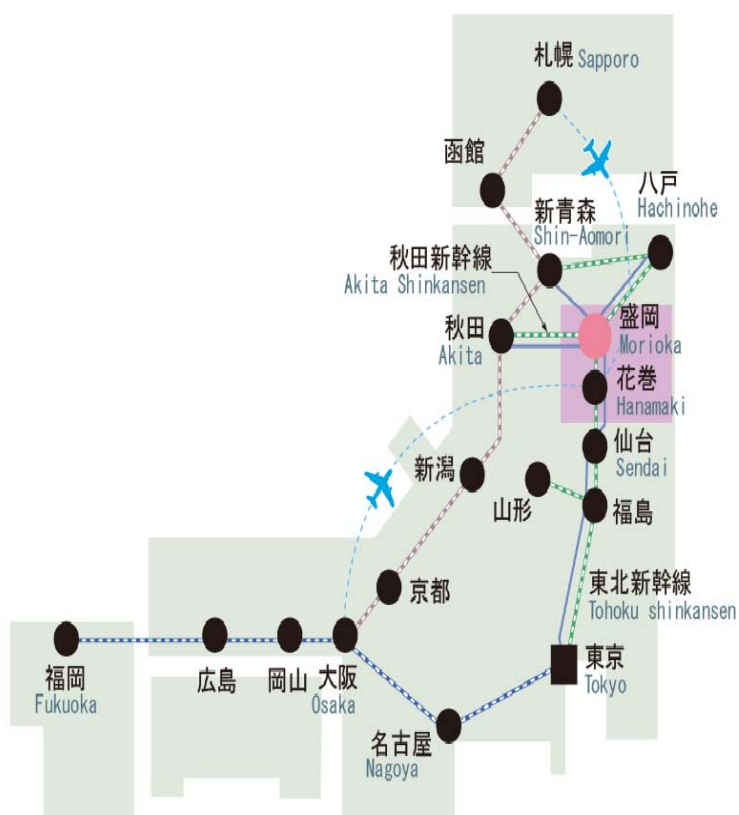 札幌 Sapporo
函館
八戸
Hachinohe
新青森
Shin-Aomori
秋田新幹線
Akita Shinkansen
盛岡
Morioka
秋田
Akita
花巻
Hanamaki
仙台
Sendai
新潟
山形
福島
京都
東北新幹線
Tohoku shinkansen
福岡
Fukuoka
広島
岡山
大阪
Osaka
東京
Tokyo
名古屋
Nagoya